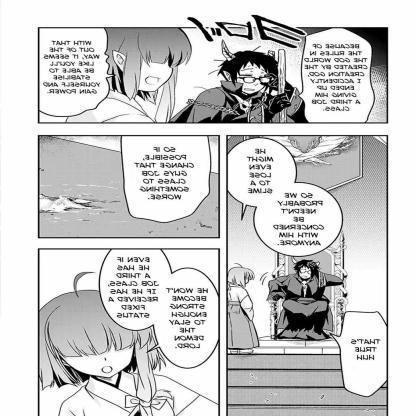 WITH THAT
OUT OF THE
WAY, IT SEEMS
LIKE YOU'LL
BE ABLE TO
STABILISE
YOURSELF AND
GAIN POWER.
BECAUSE
OF THE RULES IN
THE GOD WORLD
CREATED BY THE
GOD OF
CREATION I
ACCIDENTLY
ENDED UP
GIVING JOB
A THIRD
CLASS
SO IF
POSSIBLE,
CHANGE THAT
GUYS JOB
CLASS TO
SOMETHING
WORSE.
EVEN IF
HE HAS
A THIRD
JOB CLASS,
IF HE HAS
RECEIVED
FIXED
STATUS
HE WON'T
BECOME
STRONG
ENOUGH
TO SLAY
THE
DEMON
LORD.
HE
MIGHT
EVEN
LOSE
TO A
SLIME
SO WE
PROBABLY
NEEDN'T
BE
CONCERNED
WITH HIM
ANYMORE.
THAT'S
TRUE
HUH